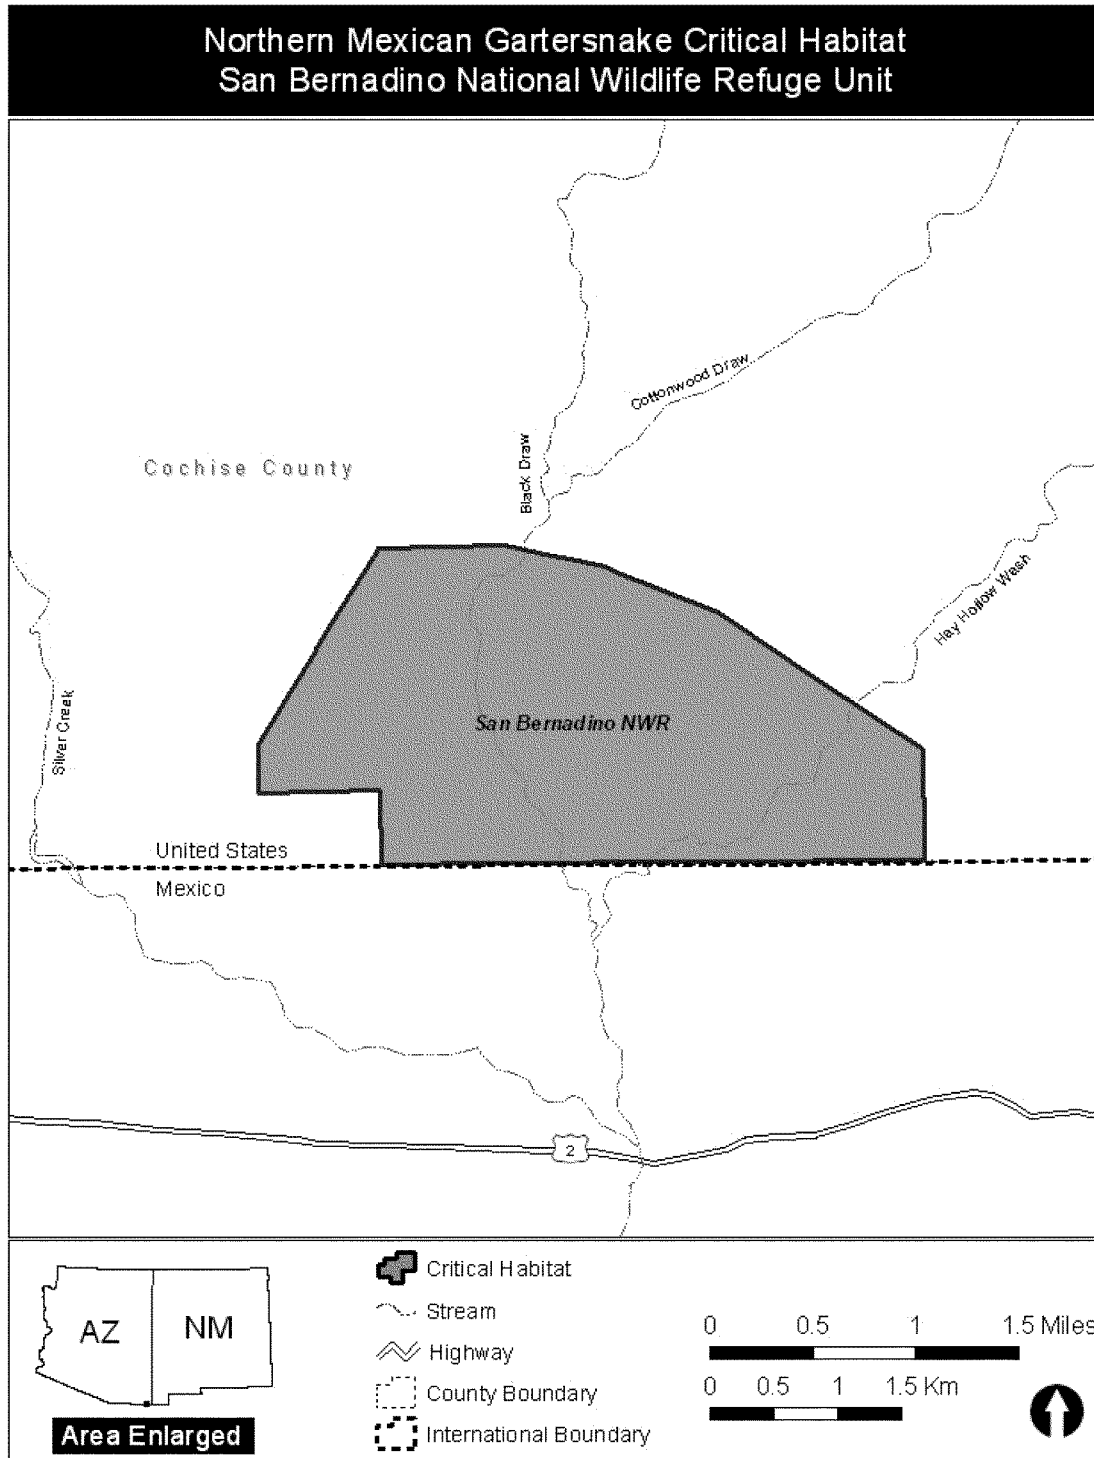 Northern Mexican Gartersnake Critical Habitat
San Bernadino National Wildlife Refuge Unit
Cottonwood Draw
Black Draw
Cochise County
Hay Hollow Wash
Silver Creek
San Bernadino NWR
United States
Mexico
2
AZ
NM
Area Enlarged
Critical Habitat
Stream
Highway
County Boundary
International Boundary
0 0.5 1 1.5 Miles
0 0.5 1 1.5 Km